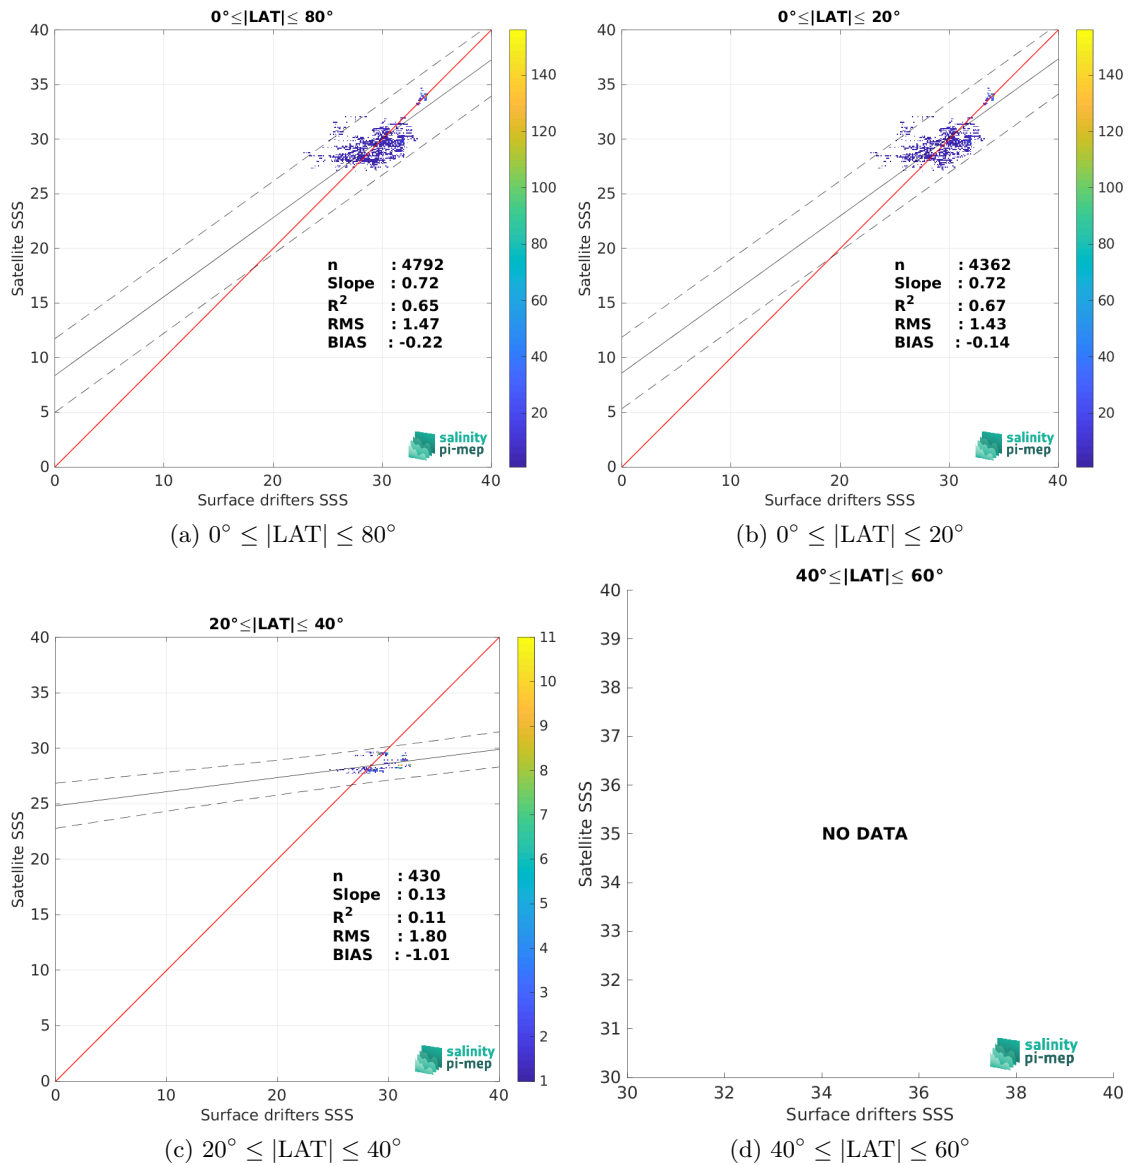 0°≤|LAT|≤ 80°
40
35
30
25
20
15
10
5
0
0
10
20
30
40
Satellite SSS
Surface drifters SSS
n : 4792
Slope : 0.72
R² : 0.65
RMS : 1.47
BIAS : -0.22
salinity
pi-mep
140
120
100
80
60
40
20
(a) 0° ≤ |LAT| ≤ 80°
0°≤|LAT|≤ 20°
40
35
30
25
20
15
10
5
0
0
10
20
30
40
Satellite SSS
Surface drifters SSS
n : 4362
Slope : 0.72
R² : 0.67
RMS : 1.43
BIAS : -0.14
salinity
pi-mep
140
120
100
80
60
40
20
(b) 0° ≤ |LAT| ≤ 20°
20°≤|LAT|≤ 40°
40
35
30
25
20
15
10
5
0
0
10
20
30
40
Satellite SSS
Surface drifters SSS
n : 430
Slope : 0.13
R² : 0.11
RMS : 1.80
BIAS : -1.01
salinity
pi-mep
11
10
9
8
7
6
5
4
3
2
1
(c) 20° ≤ |LAT| ≤ 40°
40°≤|LAT|≤ 60°
40
39
38
37
36
35
34
33
32
31
30
30
32
34
36
38
40
Satellite SSS
Surface drifters SSS
NO DATA
salinity
pi-mep
(d) 40° ≤ |LAT| ≤ 60°